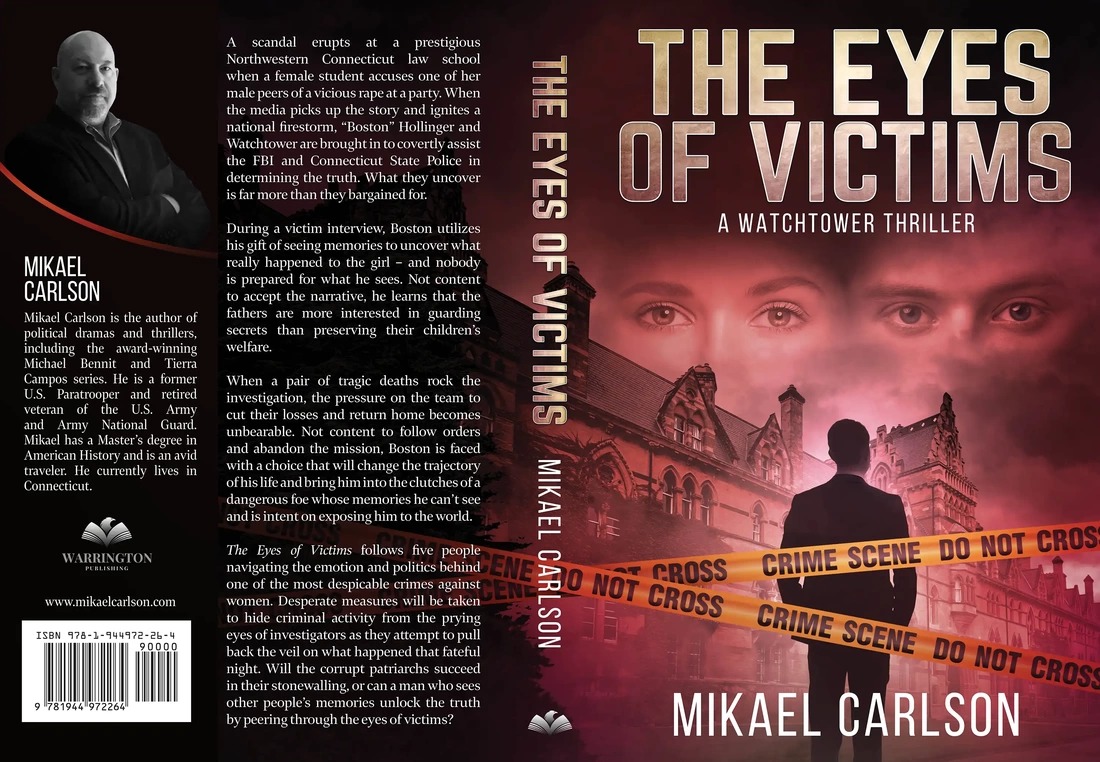 MIKAEL
CARLSON
Mikael Carlson is the author of
political dramas and thrillers,
including the award-winning
Michael Bennit and Tierra
Campos series. He is a former
U.S. Paratrooper and retired
veteran of the U.S. Army
and Army National Guard.
Mikael has a Master's degree in
American History and is an avid
traveler. He currently lives in
Connecticut.
WARRINGTON
PUBLISHING
www.mikaelcarlson.com
ISBN 978-1-944972-26-4
90000
9 781944 972264
A scandal erupts at a prestigious
Northwestern Connecticut law school
when a female student accuses one of her
male peers of a vicious rape at a party. When
the media picks up the story and ignites a
national firestorm, “Boston” Hollinger and
Watchtower are brought in to covertly assist
the FBI and Connecticut State Police in
determining the truth. What they uncover
is far more than they bargained for.
During a victim interview, Boston utilizes
his gift of seeing memories to uncover what
really happened to the girl – and nobody
is prepared for what he sees. Not content
to accept the narrative, he learns that the
fathers are more interested in guarding
secrets than preserving their children's
welfare.
When a pair of tragic deaths rock the
investigation, the pressure on the team to
cut their losses and return home becomes
unbearable. Not content to follow orders
and abandon the mission, Boston is faced
with a choice that will change the trajectory
of his life and bring him into the clutches of a
dangerous foe whose memories he can't see
and is intent on exposing him to the world.
The Eyes of Victims follows five people
navigating the emotion and politics behind
one of the most despicable crimes against
women. Desperate measures will be taken
to hide criminal activity from the prying
eyes of investigators as they attempt to pull
back the veil on what happened that fateful
night. Will the corrupt patriarchs succeed
in their stonewalling, or can a man who sees
other people's memories unlock the truth
by peering through the eyes of victims?
THE EYES OF VICTIMS
MIKAEL CARLSON
THE EYES
OF VICTIMS
A WATCHTOWER THRILLER
CROSS CRIME SCENE DO NOT CROSS
DO NOT CROSS CRIME SCENE DO NOT CROSS
MIKAEL CARLSON